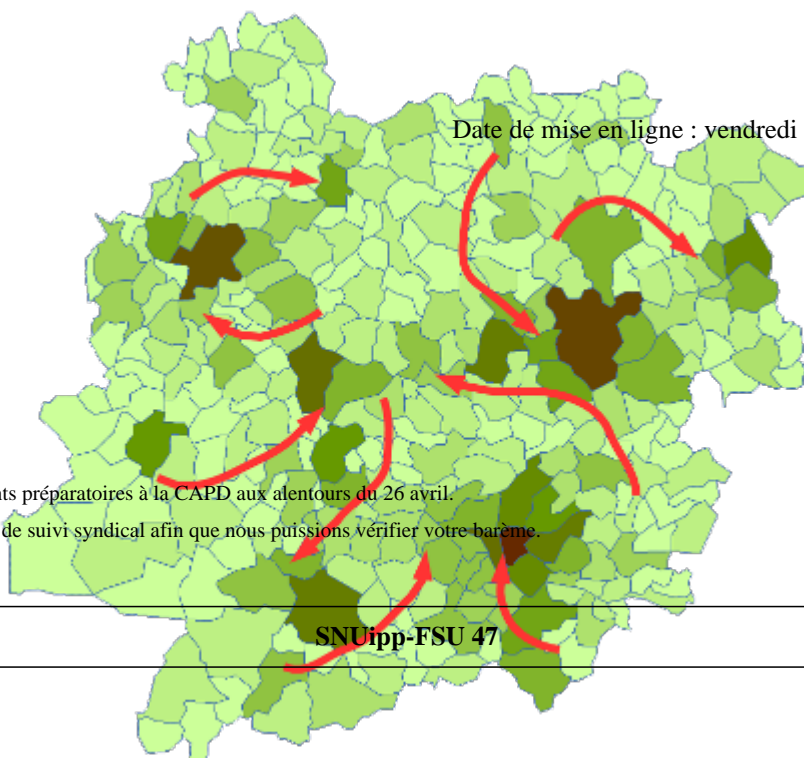 Date de mise en ligne : vendredi
nts préparatoires à la CAPD aux alentours du 26 avril.
de suivi syndical afin que nous puissions vérifier votre barème.
SNUipp-FSU 47